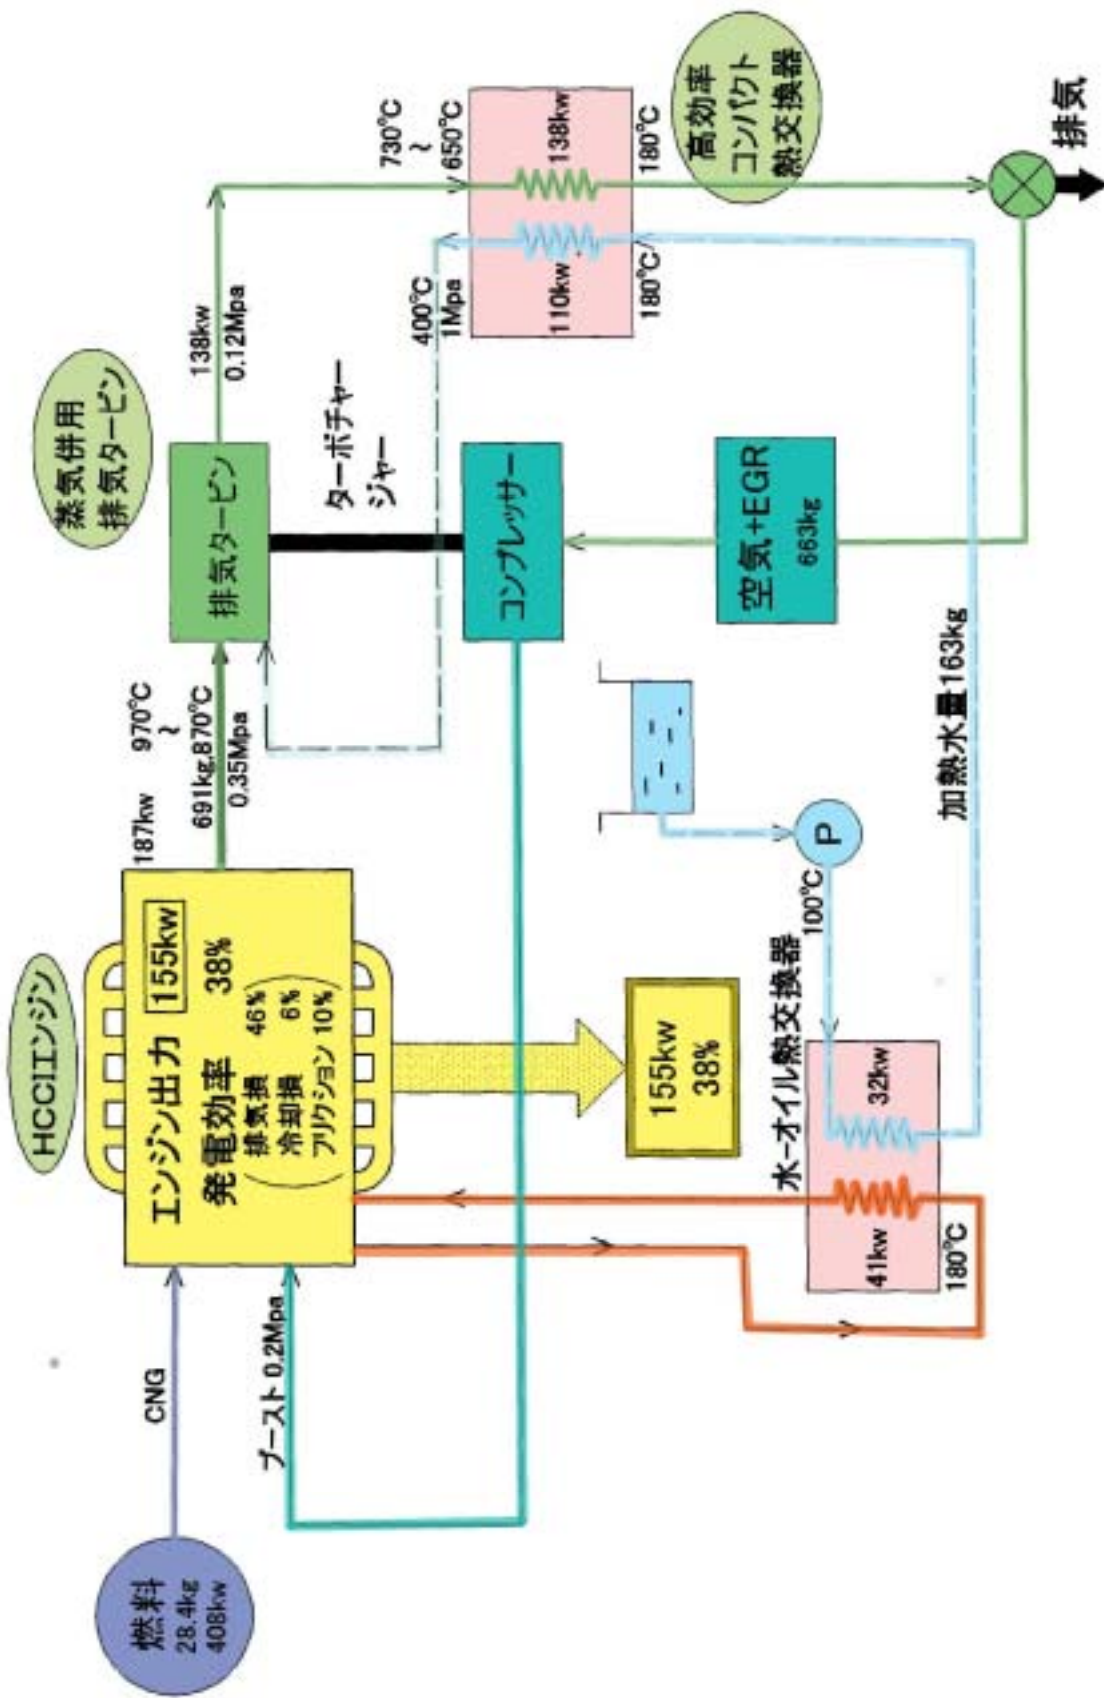 HCCIエンジン
蒸気併用
排気タービン
燃料
28.4kg
408kw
CNG
ブースト 0.2Mpa
エンジン出力 155kw
発電効率 38%
排気損 46%
冷却損 6%
フリクション 10%
187kw 970℃
~
691kg,870℃
0.35Mpa
排気タービン
138kw
0.12Mpa
730℃
~
650℃
ターボチャー
ジャー
400℃
1Mpa
コンプレッサー
110kw
138kw
180℃
180℃
高効率
コンパクト
熱交換器
155kw
38%
空気+EGR
663kg
水-オイル熱交換器
100℃
P
41kw
32kw
180℃
加熱水量163kg
排気